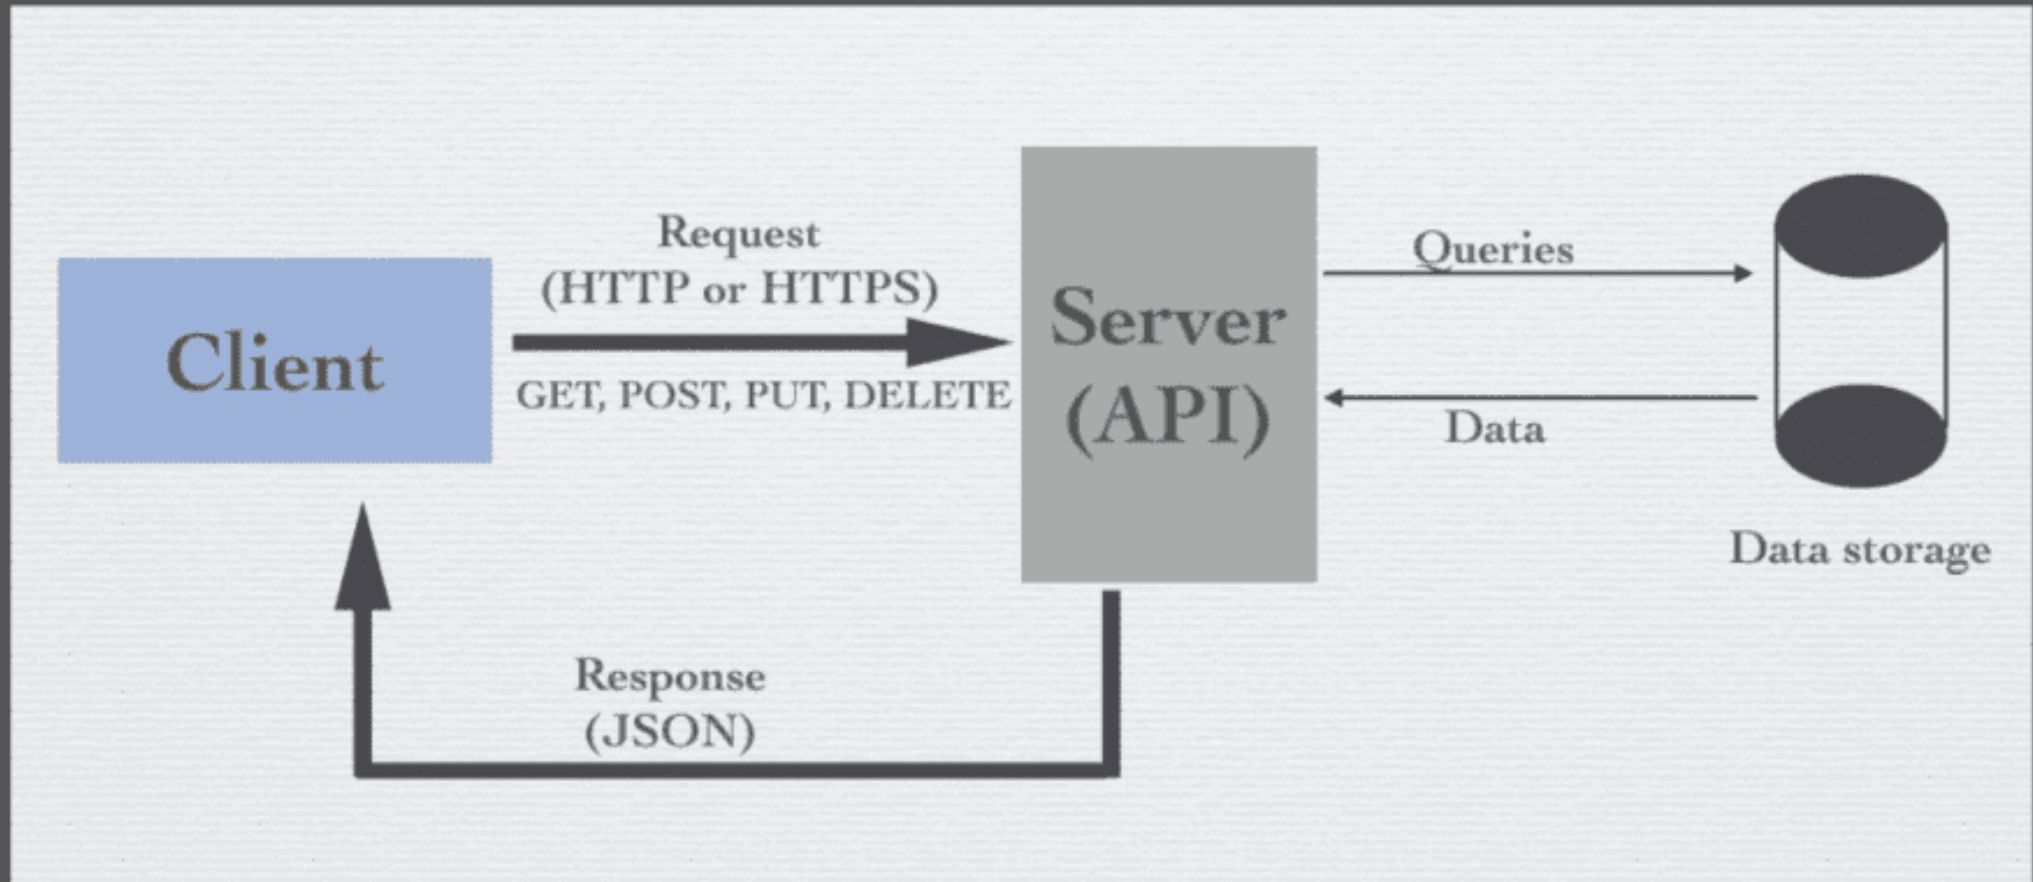 Client
Request
(HTTP or HTTPS)
GET, POST, PUT, DELETE
Server
(API)
Queries
Data
Data storage
Response
(JSON)